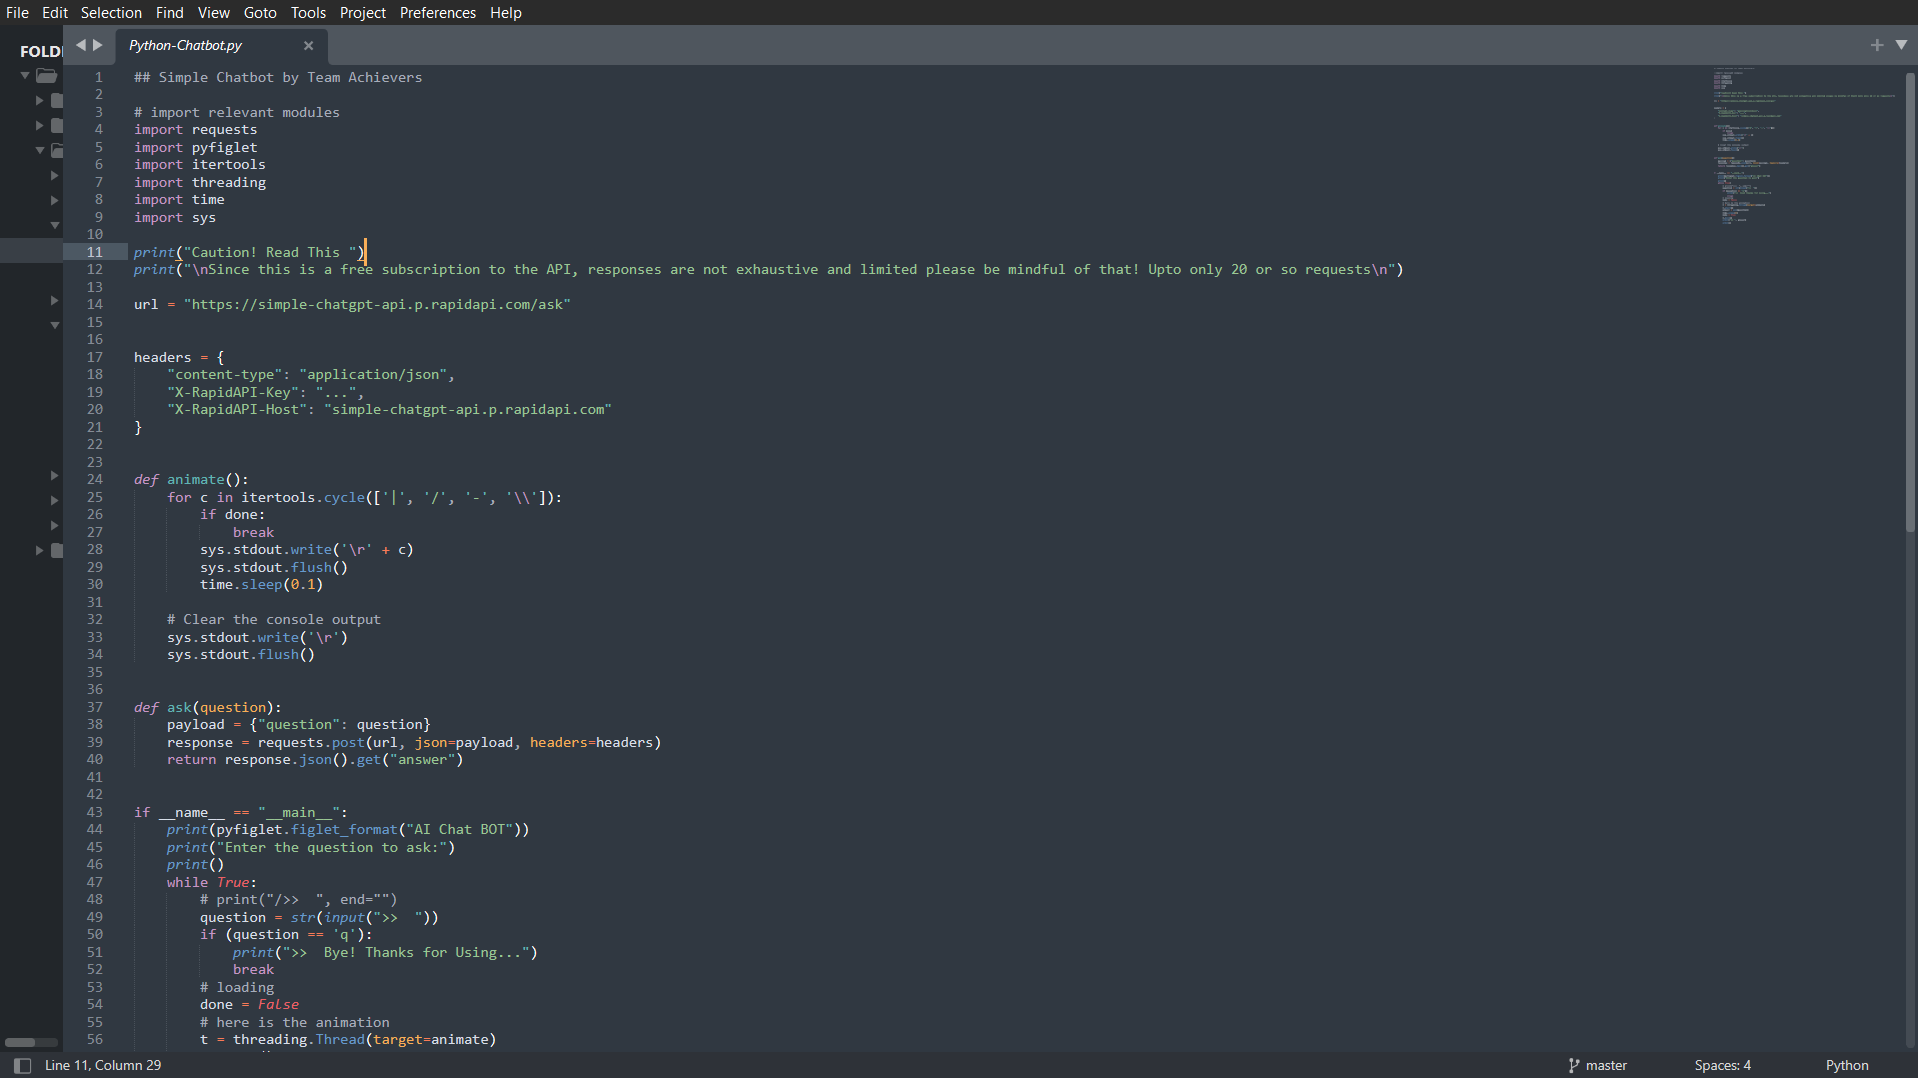 File Edit Selection Find View Goto Tools Project Preferences Help
FOLD
Python-Chatbot.py
1 ## Simple Chatbot by Team Achievers
2
3 # import relevant modules
4 import requests
5 import pyfiglet
6 import itertools
7 import threading
8 import time
9 import sys
10
11 print("Caution! Read This ")
12 print("\nSince this is a free subscription to the API, responses are not exhaustive and limited please be mindful of that! Upto only 20 or so requests\n")
13
14 url = "https://simple-chatgpt-api.p.rapidapi.com/ask"
15
16
17 headers = {
18     "content-type": "application/json",
19     "X-RapidAPI-Key": "...",
20     "X-RapidAPI-Host": "simple-chatgpt-api.p.rapidapi.com"
21 }
22
23
24 def animate():
25     for c in itertools.cycle(['|', '/', '-', '\\']):
26         if done:
27             break
28         sys.stdout.write('\r' + c)
29         sys.stdout.flush()
30         time.sleep(0.1)
31
32     # Clear the console output
33     sys.stdout.write('\r')
34     sys.stdout.flush()
35
36
37 def ask(question):
38     payload = {"question": question}
39     response = requests.post(url, json=payload, headers=headers)
40     return response.json().get("answer")
41
42
43 if __name__ == "__main__":
44     print(pyfiglet.figlet_format("AI Chat BOT"))
45     print("Enter the question to ask:")
46     print()
47     while True:
48         # print("/>>  ", end="")
49         question = str(input(">>  "))
50         if (question == 'q'):
51             print(">>  Bye! Thanks for Using...")
52             break
53         # loading
54         done = False
55         # here is the animation
56         t = threading.Thread(target=animate)
Line 11, Column 29
master
Spaces: 4
Python